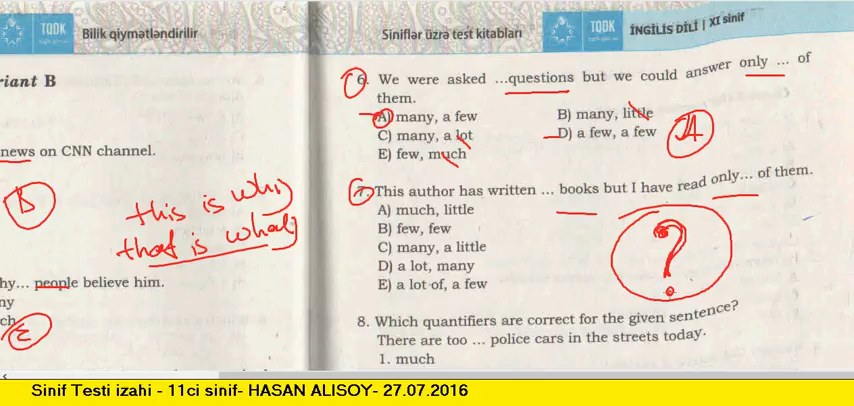 TQDK
Bilik qiymətləndirilir
Siniflər üzrə test kitabları
TQDK
İNGİLİS DİLİ | XI sinif
riant B
news on CNN channel.
B
this is why
that is what
hy... people believe him.
ny
ch
E
6. We were asked ...questions but we could answer only ... of
them.
A) many, a few
B) many, little
C) many, a lot
D) a few, a few
E) few, much
A
7. This author has written ... books but I have read only... of them.
A) much, little
B) few, few
C) many, a little
D) a lot, many
E) a lot of, a few
?
8. Which quantifiers are correct for the given sentence?
There are too ... police cars in the streets today.
1. much
Sinif Testi izahi - 11ci sinif- HASAN ALISOY- 27.07.2016